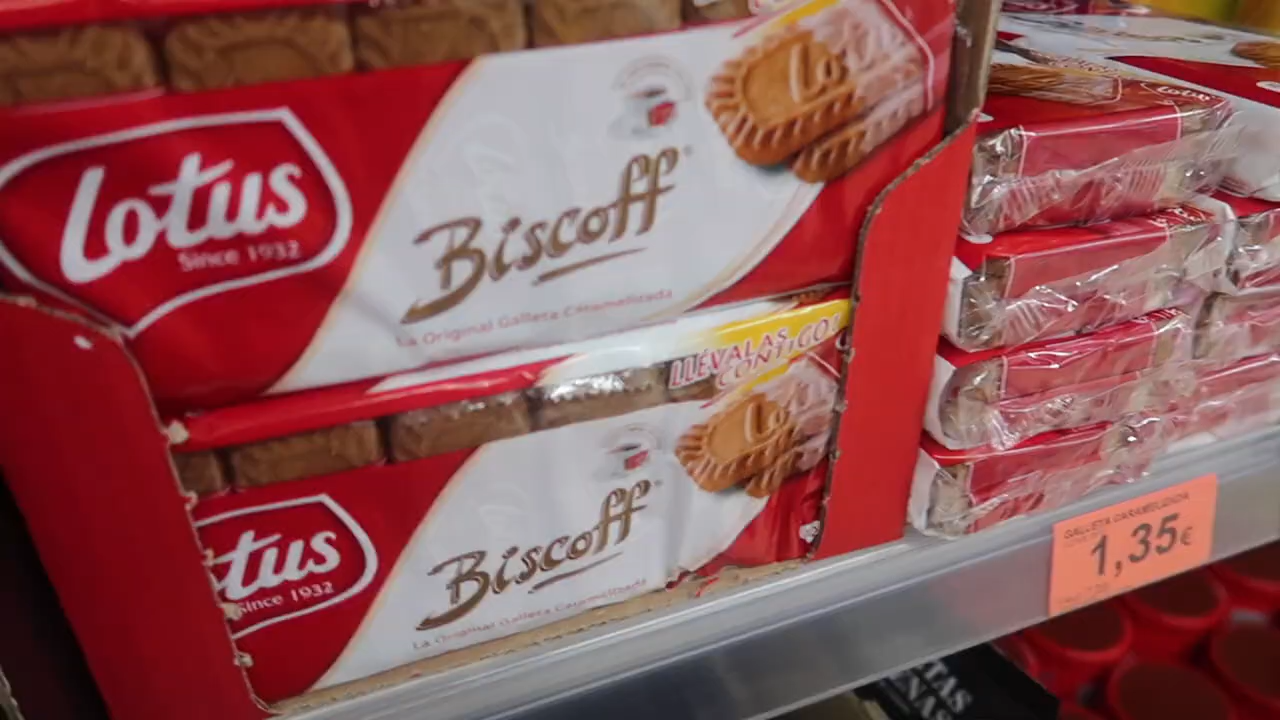 Lotus
Since 1932
Biscoff
La Original Galleta Caramelizada
LLÉVALAS
CONTIGO!
tus
Since 1932
Biscoff
La Original Galleta Caramelizada
Lotus
GALLETA CARAMELIZADA
1,35€